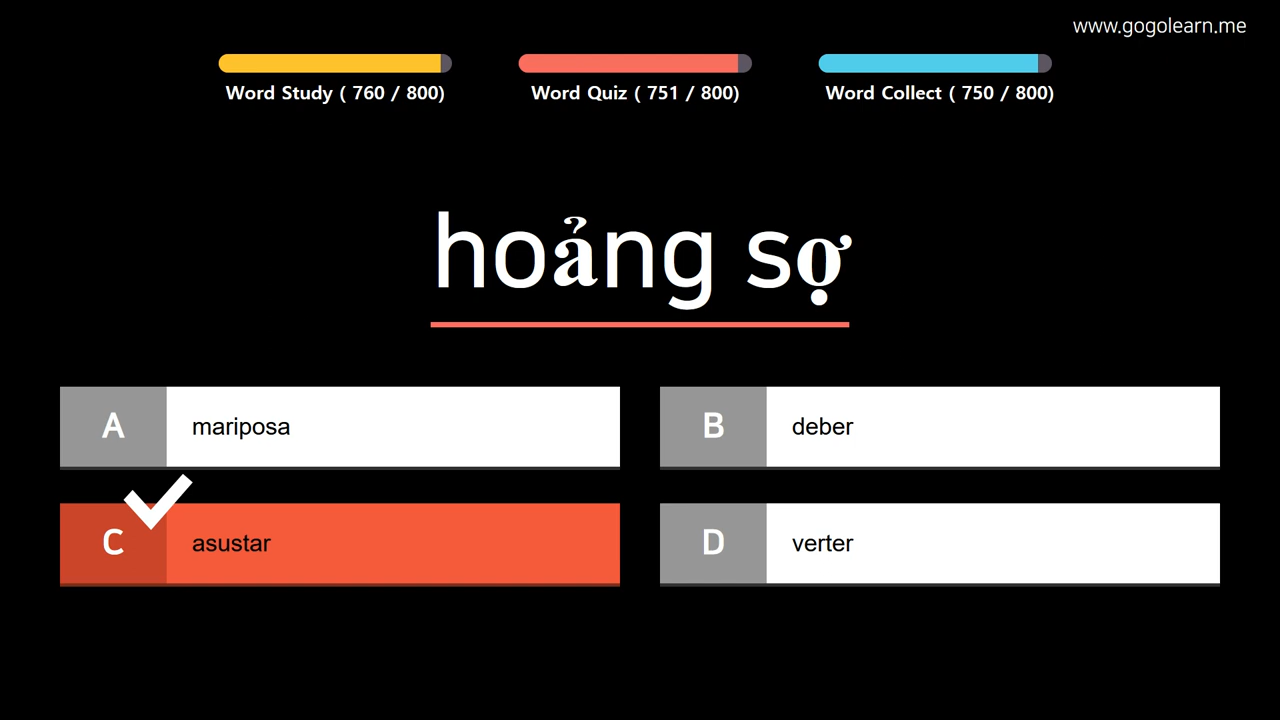 www.gogolearn.me
Word Study ( 760 / 800)
Word Quiz ( 751 / 800)
Word Collect ( 750 / 800)
hoảng sợ
A mariposa
B deber
C asustar
D verter